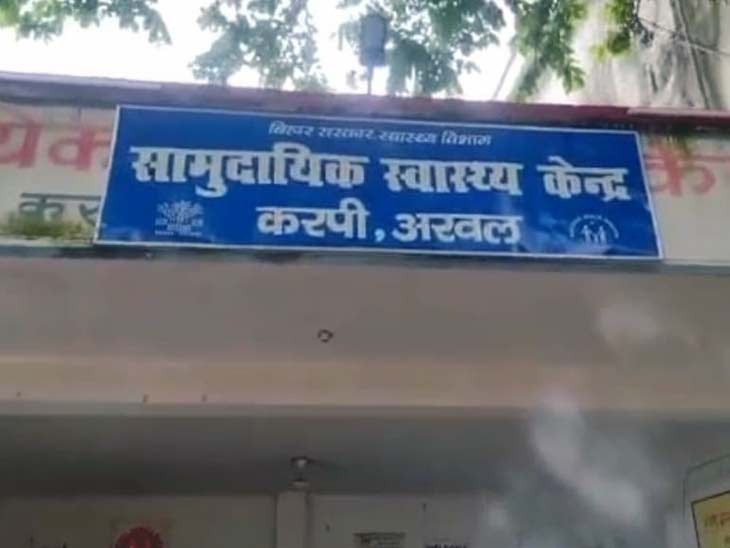 बिहार सरकार स्वास्थ्य विभाग
सामुदायिक स्वास्थ्य केन्द्र
करपी, अरवल